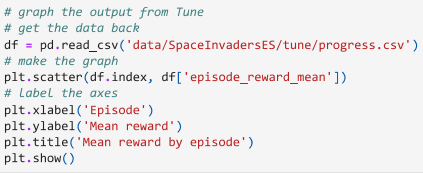 # graph the output from Tune
# get the data back
df = pd.read_csv('data/SpaceInvadersES/tune/progress.csv')
# make the graph
plt.scatter(df.index, df['episode_reward_mean'])
# label the axes
plt.xlabel('Episode')
plt.ylabel('Mean reward')
plt.title('Mean reward by episode')
plt.show()